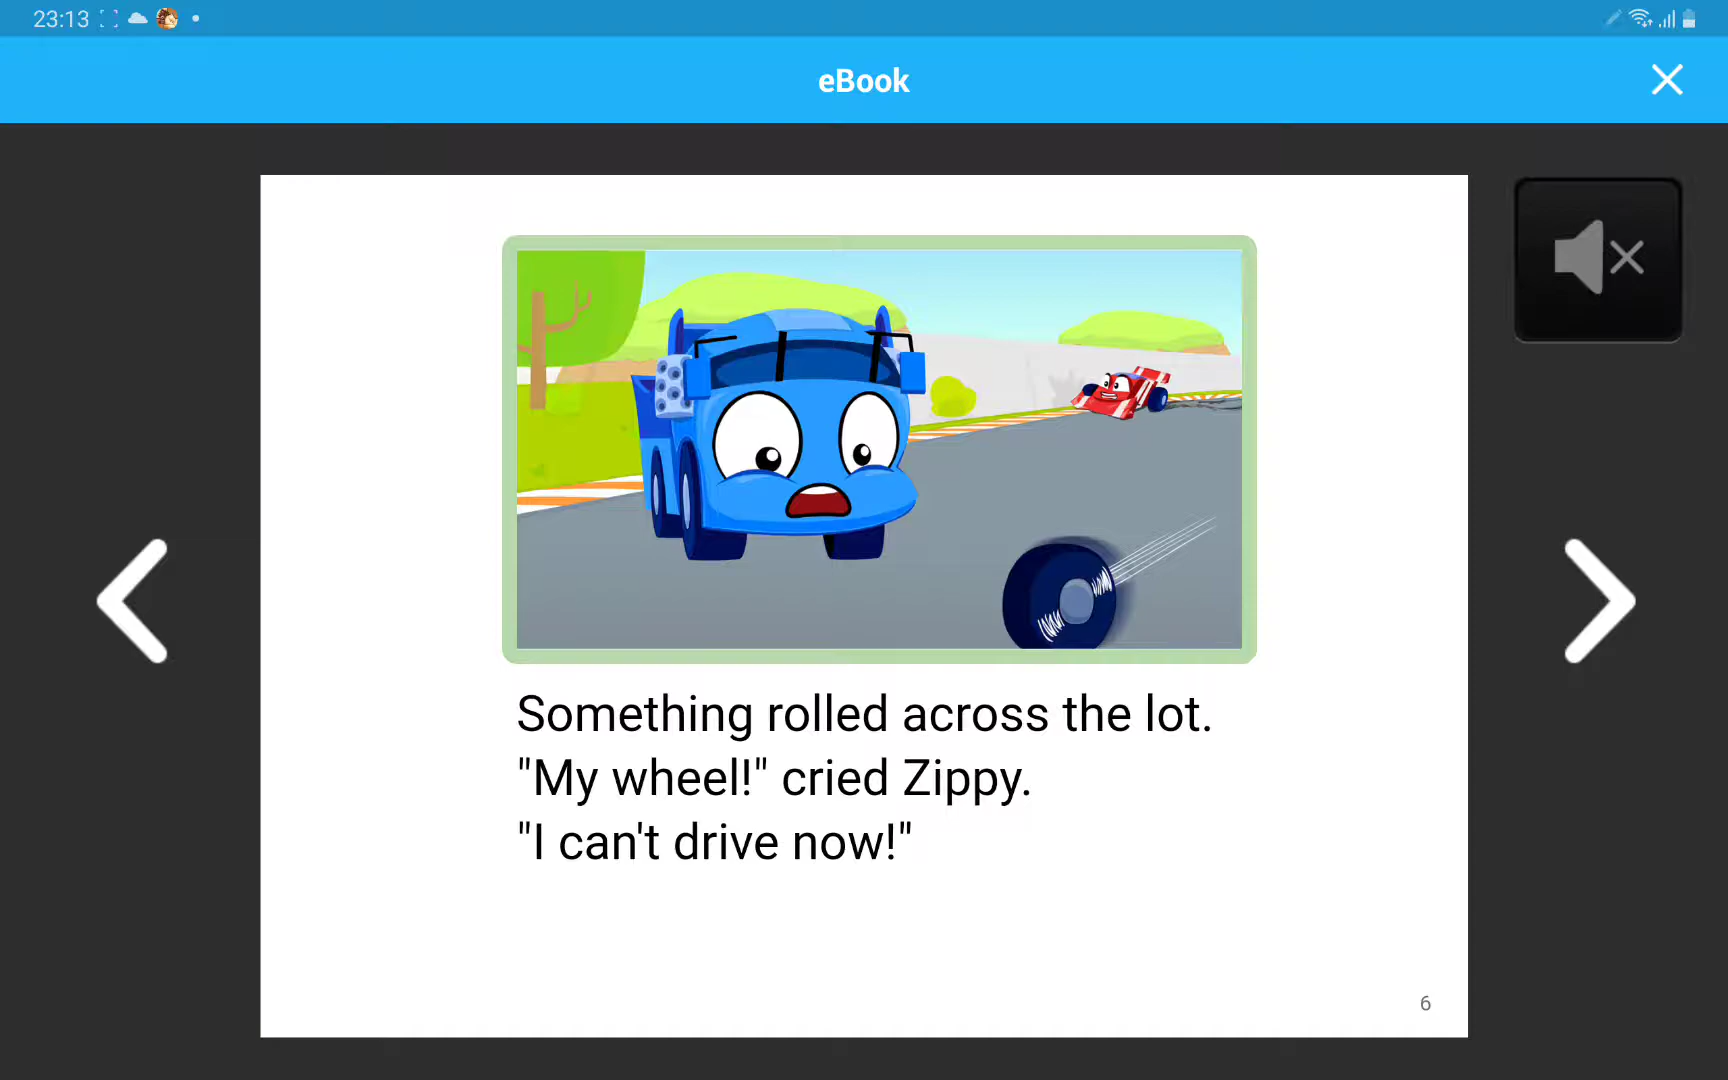 23:13
eBook
Something rolled across the lot.
"My wheel!" cried Zippy.
"I can't drive now!"
6